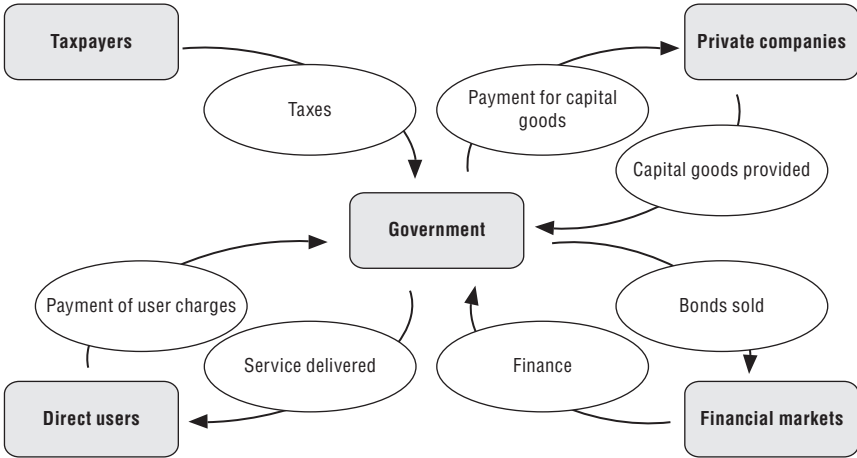 Taxpayers
Private companies
Taxes
Payment for capital
goods
Capital goods provided
Government
Payment of user charges
Bonds sold
Service delivered
Finance
Direct users
Financial markets